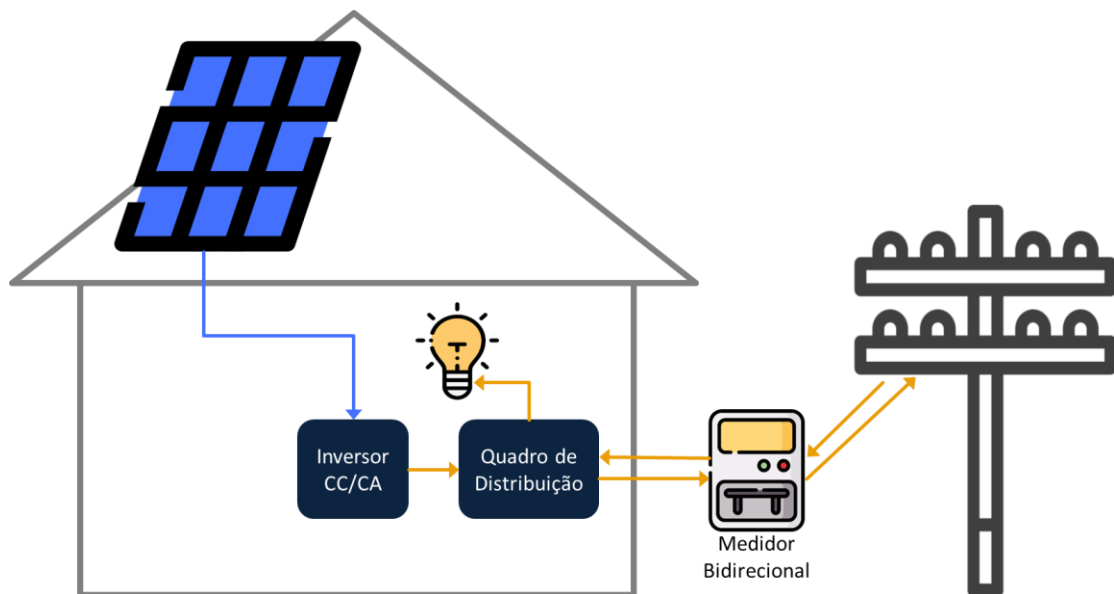 Inversor
CC/CA
Quadro de
Distribuição
Medidor
Bidirecional